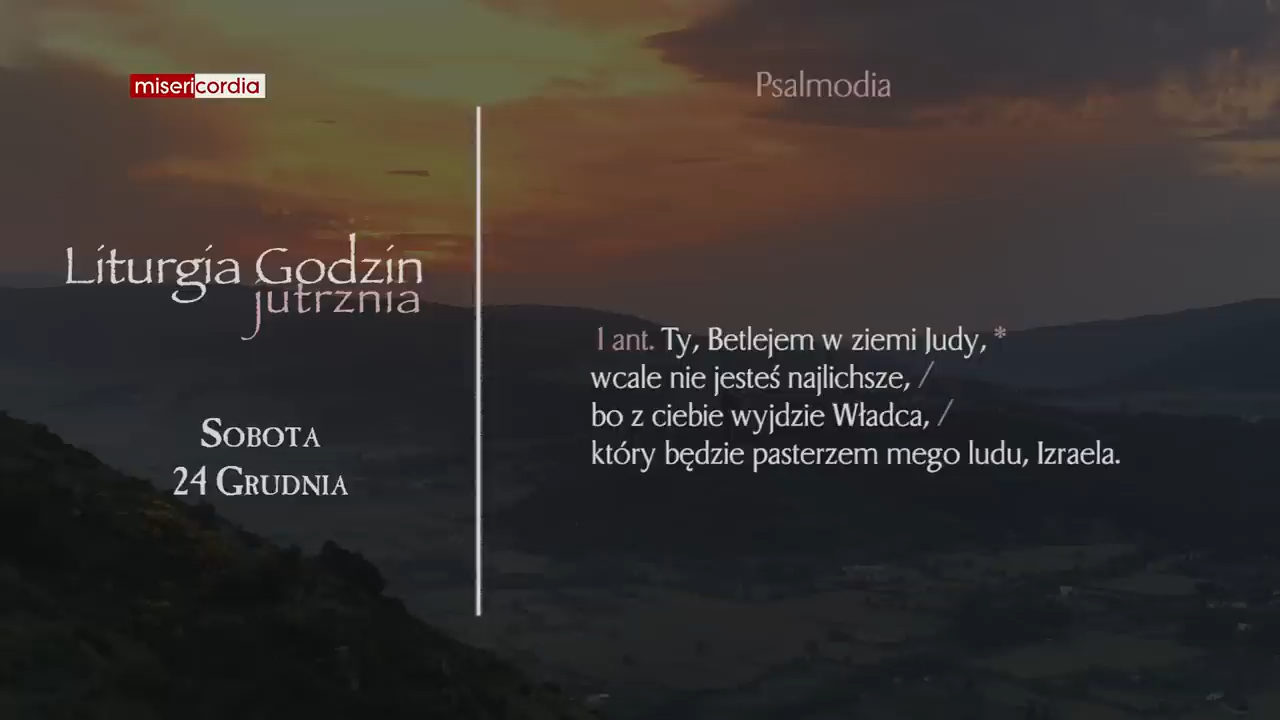 misericordia
Psalmodia
Liturgia Godzin
jutrznia
Sobota
24 Grudnia
1 ant. Ty, Betlejem w ziemi Judy, *
wcale nie jesteś najlichsze, /
bo z ciebie wyjdzie Władca, /
który będzie pasterzem mego ludu, Izraela.